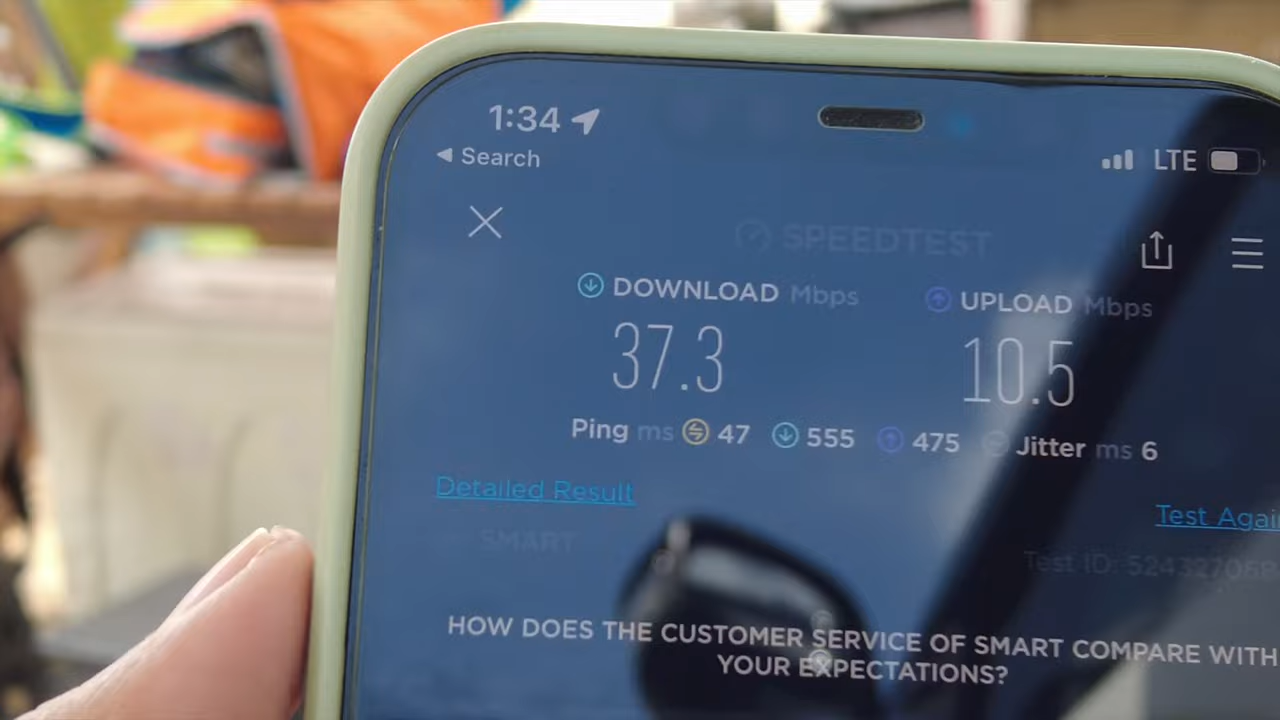 1:34
Search
LTE
SPEEDTEST
DOWNLOAD Mbps
UPLOAD Mbps
37.3
10.5
Ping ms 47 555 475 Jitter ms 6
Detailed Result
Test Agai
SMART
Test ID:
HOW DOES THE CUSTOMER SERVICE OF SMART COMPARE WITH
YOUR EXPECTATIONS?